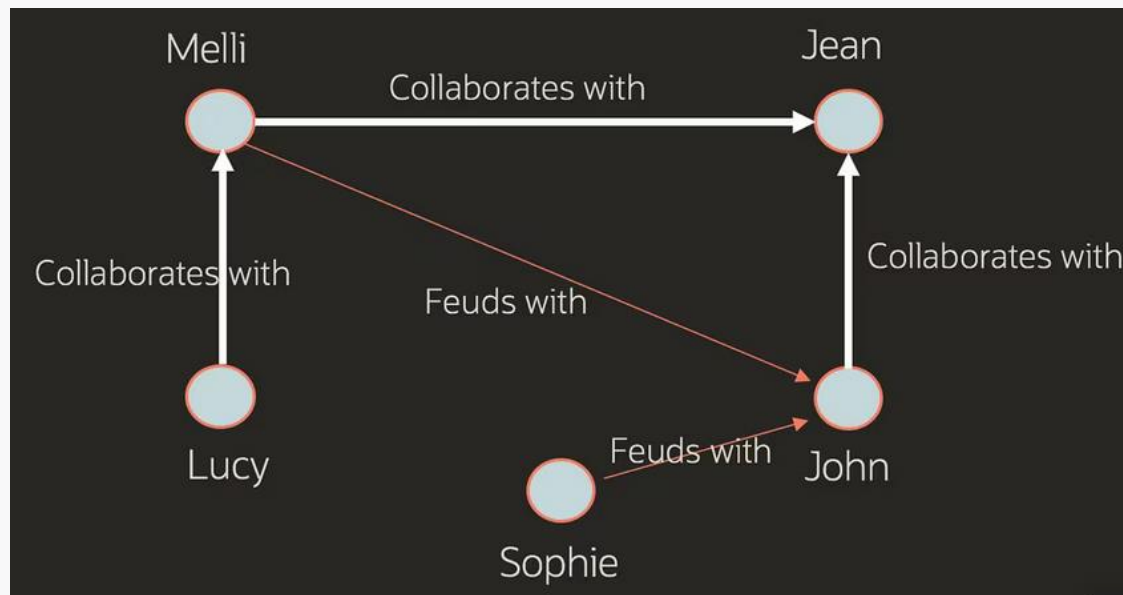 Melli
Jean
Collaborates with
Collaborates with
Collaborates with
Feuds with
Lucy
Feuds with
John
Sophie